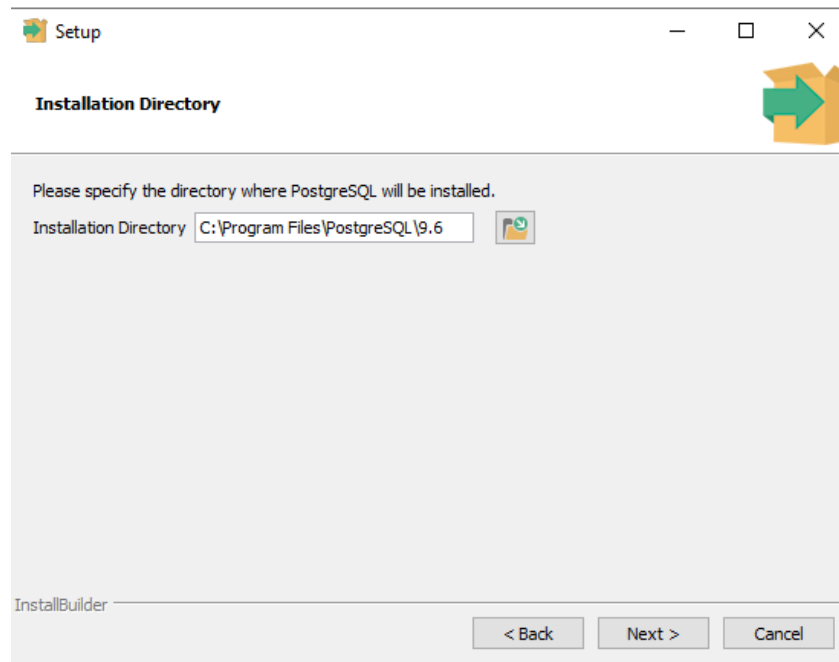 Setup
Installation Directory
Please specify the directory where PostgreSQL will be installed.
Installation Directory C:\Program Files\PostgreSQL\9.6
InstallBuilder
< Back Next > Cancel